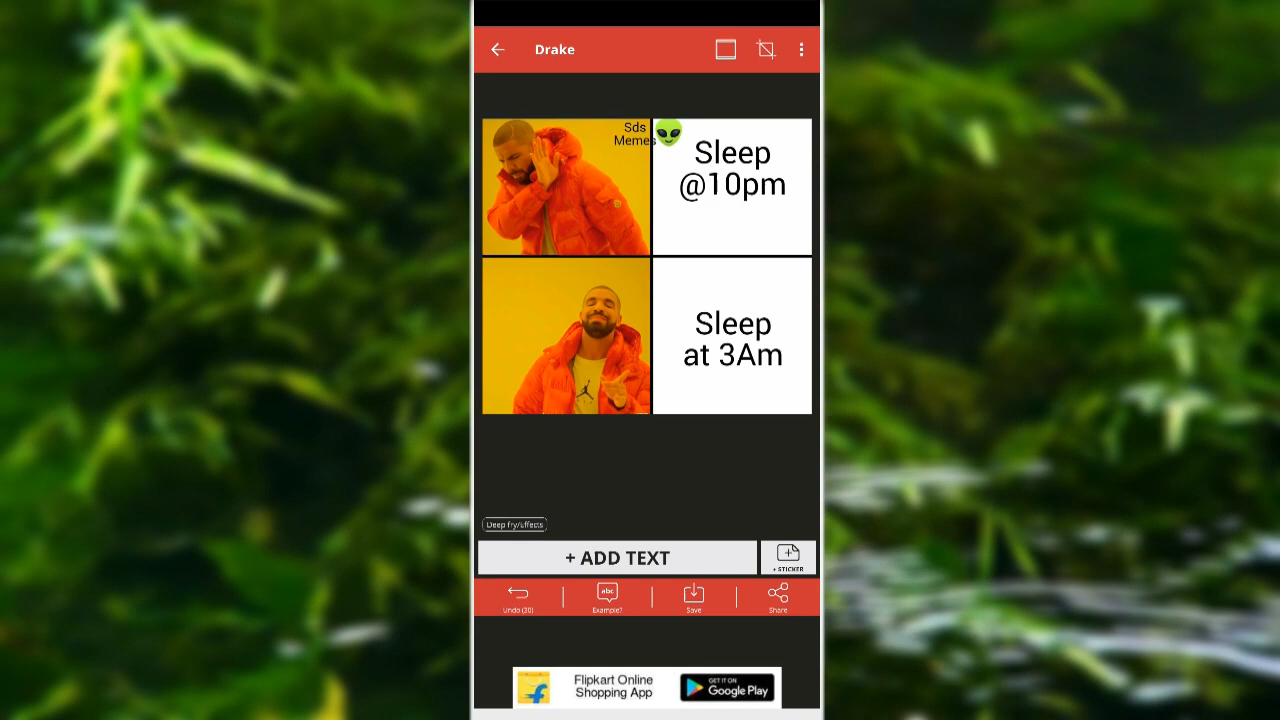 Drake
Sds
Memes
Sleep
@10pm
Sleep
at 3Am
Deep fry/Effects
+ ADD TEXT
+ STICKER
abc
Undo (30)
Example?
Save
Share
Flipkart Online
Shopping App
GET IT ON
Google Play